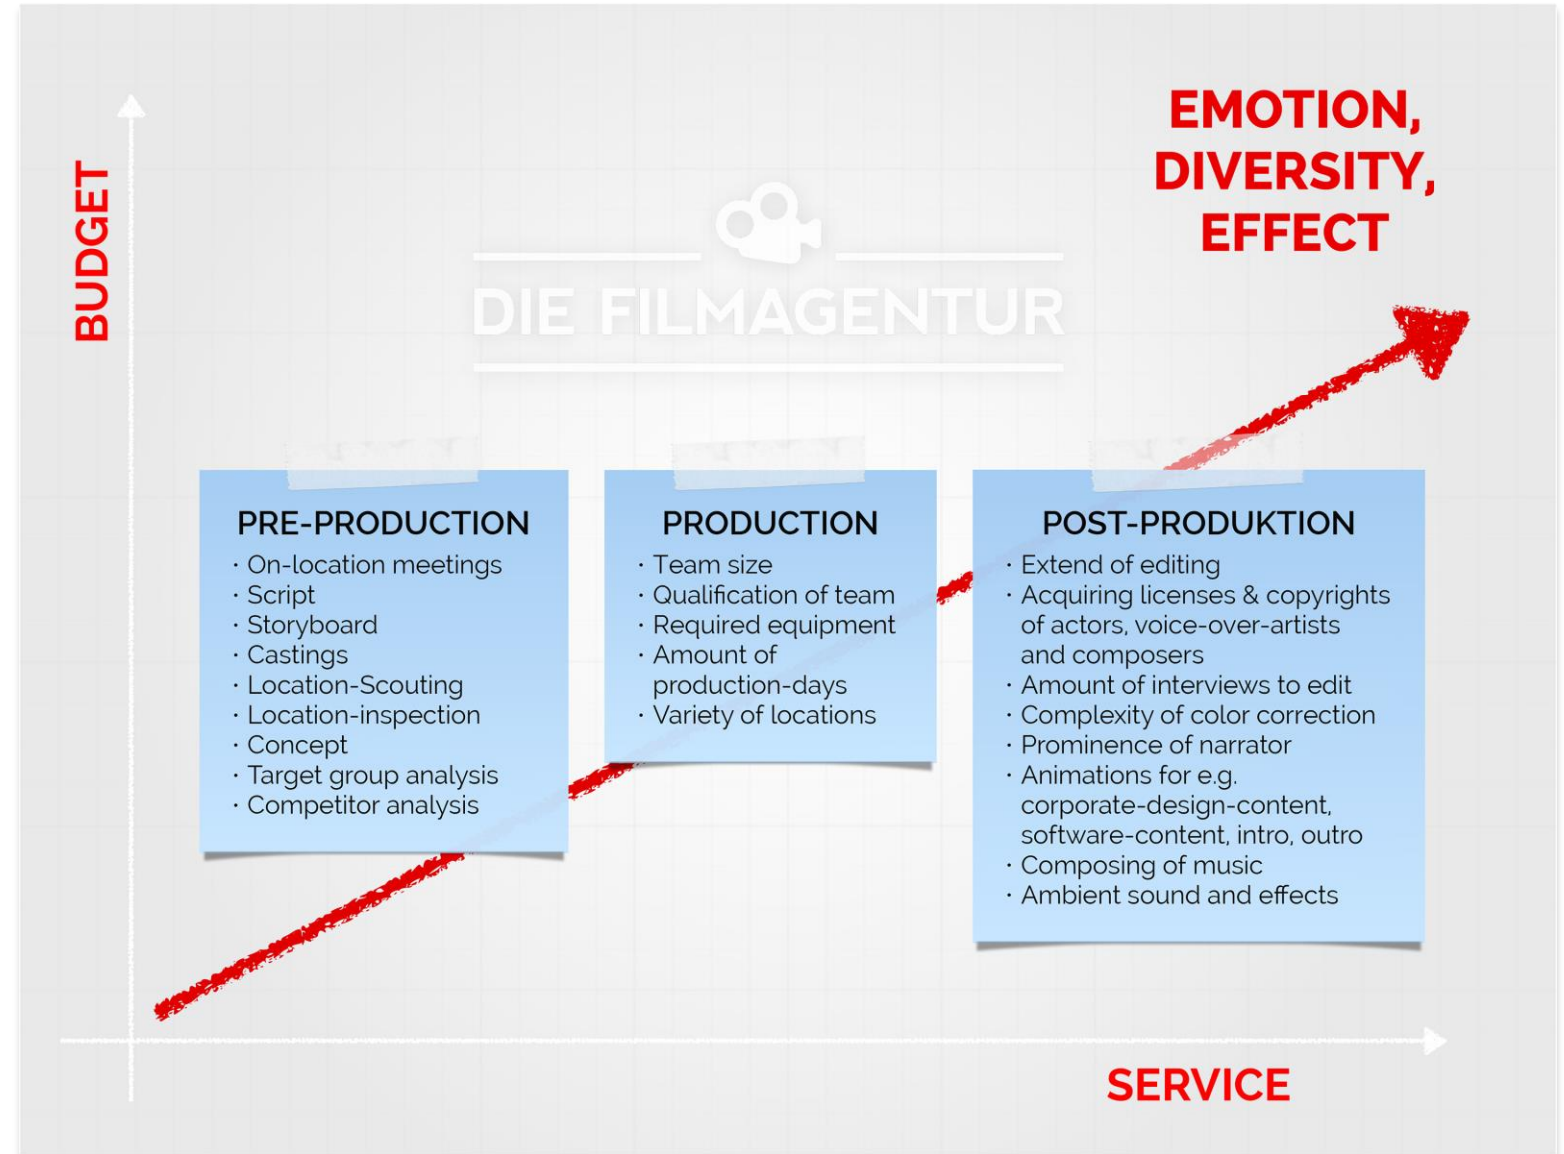 BUDGET
EMOTION,
DIVERSITY,
EFFECT
DIE FILMAGENTUR
PRE-PRODUCTION
· On-location meetings
· Script
· Storyboard
· Castings
· Location-Scouting
· Location-inspection
· Concept
· Target group analysis
· Competitor analysis
PRODUCTION
· Team size
· Qualification of team
· Required equipment
· Amount of
production-days
· Variety of locations
POST-PRODUKTION
· Extend of editing
· Acquiring licenses & copyrights
of actors, voice-over-artists
and composers
· Amount of interviews to edit
· Complexity of color correction
· Prominence of narrator
· Animations for e.g.
corporate-design-content,
software-content, intro, outro
· Composing of music
· Ambient sound and effects
SERVICE